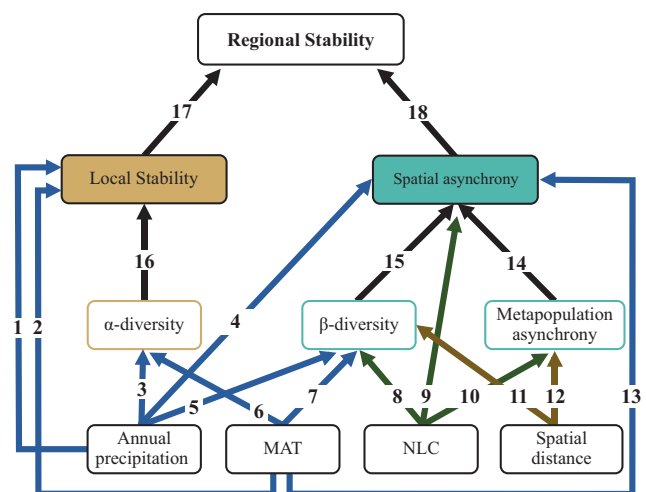 Regional Stability
17
18
Local Stability
Spatial asynchrony
16
15
14
1
2
4
α-diversity
β-diversity
Metapopulation
asynchrony
3
5
6
7
8
9
10
11
12
13
Annual
precipitation
MAT
NLC
Spatial
distance